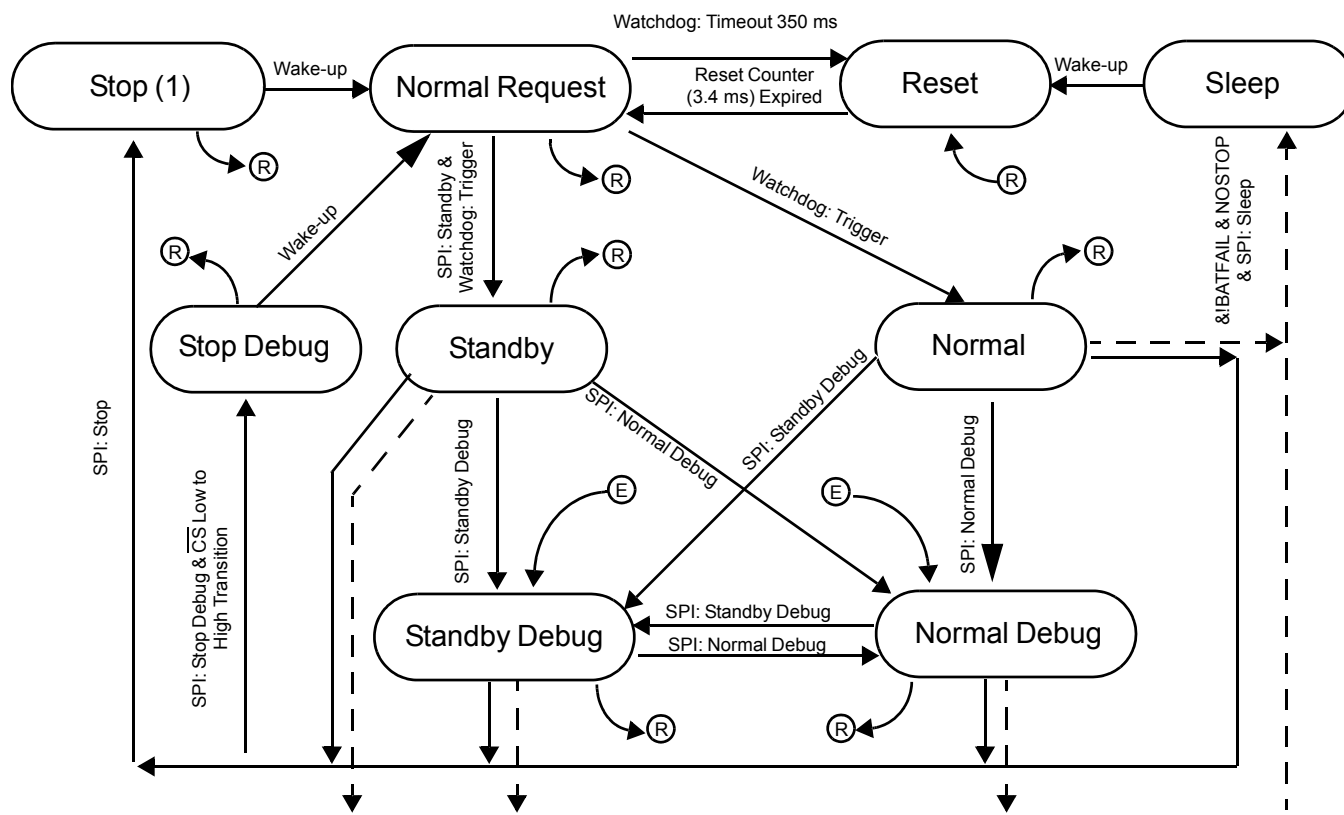 Watchdog: Timeout 350 ms
Stop (1)
Wake-up
Normal Request
Reset Counter
(3.4 ms) Expired
Reset
Wake-up
Sleep
R
R
R
SPI: Standby &
Watchdog: Trigger
Watchdog: Trigger
&!BATFAIL & NOSTOP
& SPI: Sleep
Wake-up
R
R
R
Stop Debug
Standby
Normal
SPI: Stop
SPI: Stop Debug & C̅S̅ Low to
High Transition
SPI: Standby Debug
SPI: Normal Debug
SPI: Standby Debug
SPI: Normal Debug
E
E
Standby Debug
SPI: Standby Debug
SPI: Normal Debug
Normal Debug
R
R